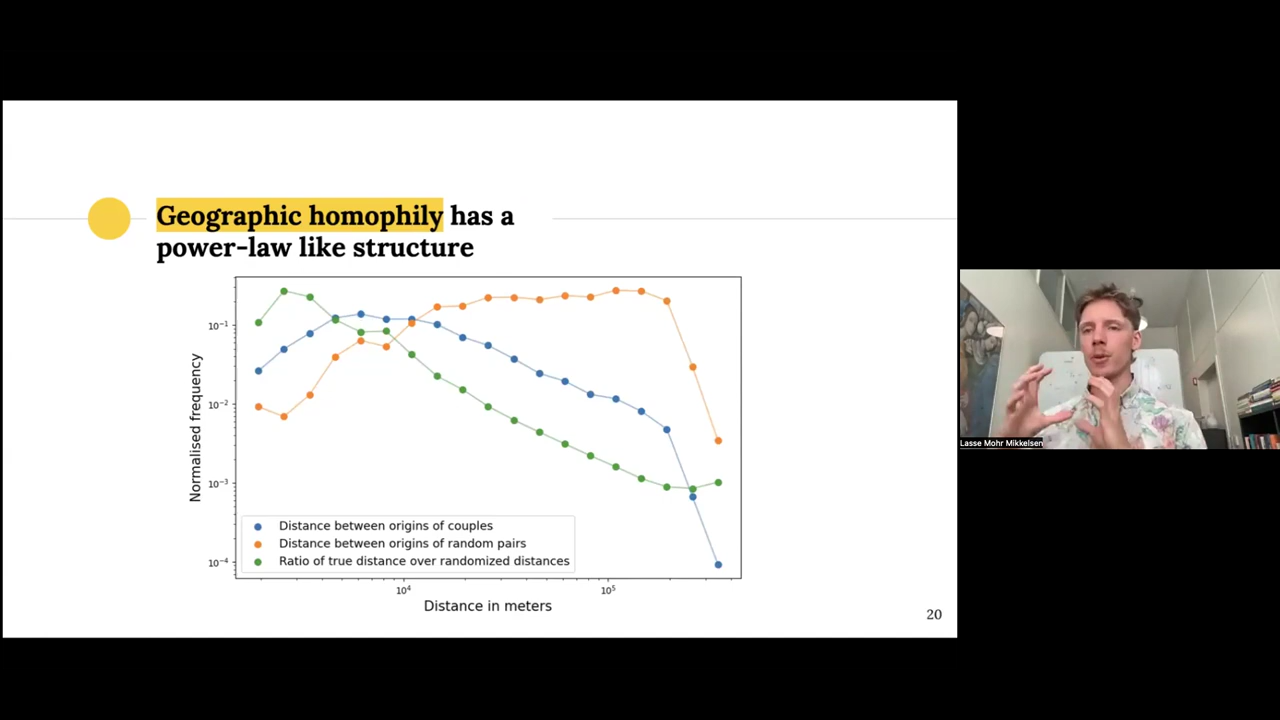 Geographic homophily has a
power-law like structure
Normalised frequency
10⁻¹
10⁻²
10⁻³
10⁻⁴
Distance between origins of couples
Distance between origins of random pairs
Ratio of true distance over randomized distances
10⁴
10⁵
Distance in meters
20
Lasse Mohr Mikkelsen